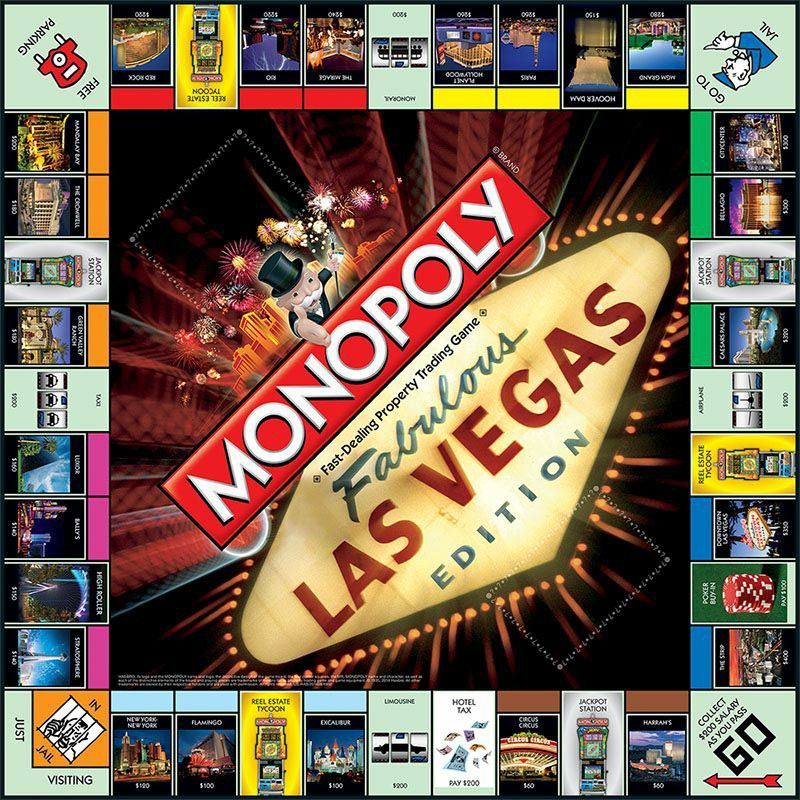 FREE
PARKING
$220
RED ROCK
REEL ESTATE
TYCOON
$220
RIO
$240
THE MIRAGE
$200
MONORAIL
$260
PLANET
HOLLYWOOD
$260
PARIS
$150
HOOVER DAM
$280
MGM GRAND
GO TO
JAIL
MANDALAY BAY
$200
THE CROMWELL
$180
JACKPOT
STATION
GREEN VALLEY
RANCH
$180
TAXI
$200
LUXOR
$160
BALLY'S
$140
HIGH ROLLER
$150
STRATOSPHERE
$140
© BRAND
MONOPOLY
Fast-Dealing Property Trading Game
Fabulous
LAS VEGAS
EDITION
CITYCENTER
$300
BELLAGIO
$300
JACKPOT
STATION
CAESARS PALACE
$320
AIRPLANE
$200
REEL ESTATE
TYCOON
DOWNTOWN
LAS VEGAS
$350
POKER
BUY-IN
PAY $100
THE STRIP
$400
IN
JAIL
JUST
VISITING
NEW YORK-
NEW YORK
$120
FLAMINGO
$100
REEL ESTATE
TYCOON
EXCALIBUR
$100
LIMOUSINE
$200
HOTEL
TAX
PAY $200
CIRCUS
CIRCUS
CIRCUS CIRCUS
$60
JACKPOT
STATION
HARRAH'S
$60
COLLECT
$200 SALARY
AS YOU PASS
GO